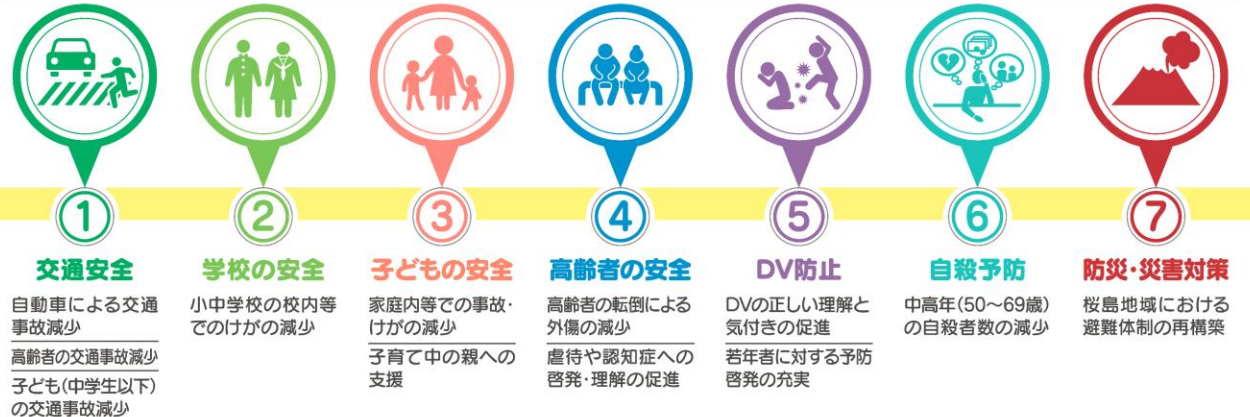 1
交通安全
自動車による交通
事故減少
高齢者の交通事故減少
子ども(中学生以下)
の交通事故減少
2
学校の安全
小中学校の校内等
でのけがの減少
3
子どもの安全
家庭内等での事故・
けがの減少
子育て中の親への
支援
4
高齢者の安全
高齢者の転倒による
外傷の減少
虐待や認知症への
啓発・理解の促進
5
DV防止
DVの正しい理解と
気付きの促進
若年者に対する予防
啓発の充実
6
自殺予防
中高年(50〜69歳)
の自殺者数の減少
7
防災・災害対策
桜島地域における
避難体制の再構築